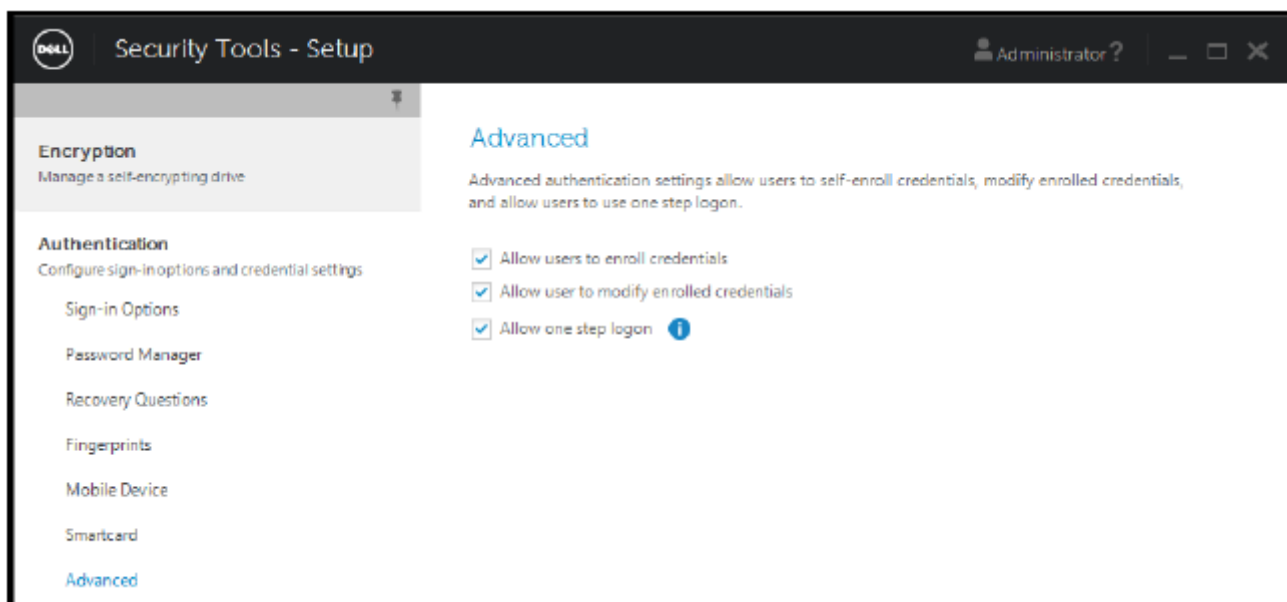 DELL
Security Tools - Setup
Administrator ?
Encryption
Manage a self-encrypting drive
Authentication
Configure sign-in options and credential settings
Sign-in Options
Password Manager
Recovery Questions
Fingerprints
Mobile Device
Smartcard
Advanced
Advanced
Advanced authentication settings allow users to self-enroll credentials, modify enrolled credentials,
and allow users to use one step logon.
Allow users to enroll credentials
Allow user to modify enrolled credentials
Allow one step logon i